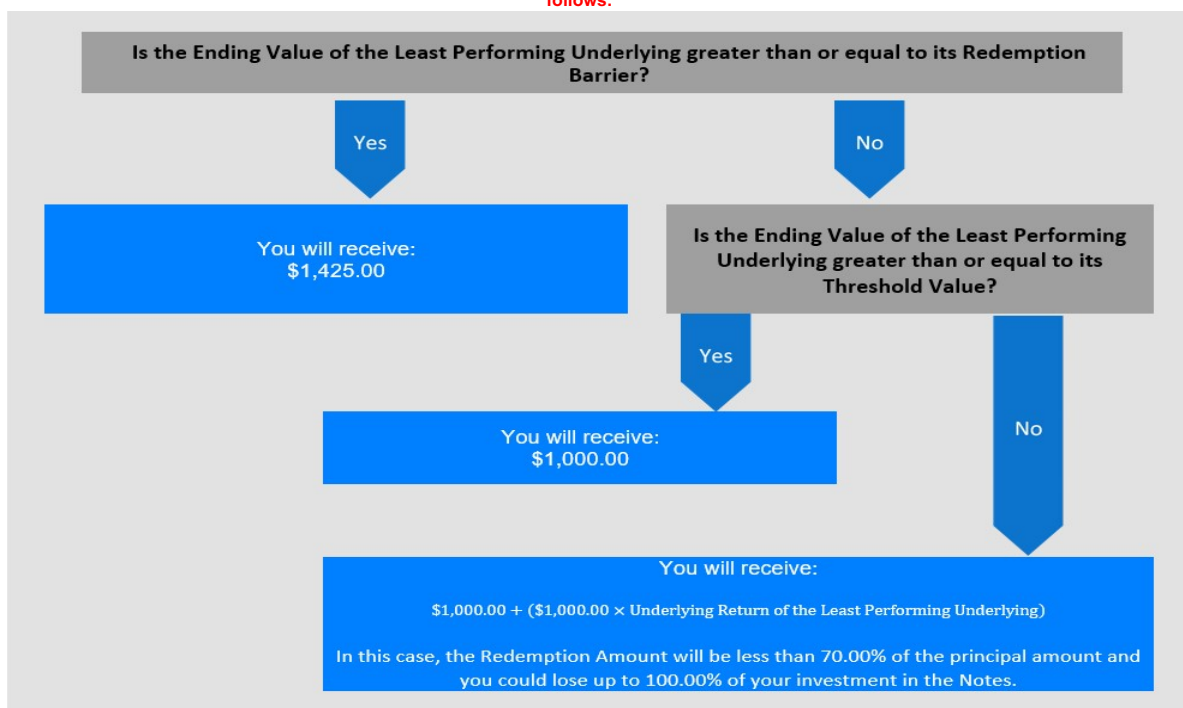 follows:
Is the Ending Value of the Least Performing Underlying greater than or equal to its Redemption
Barrier?
Yes
No
You will receive:
$1,425.00
Is the Ending Value of the Least Performing
Underlying greater than or equal to its
Threshold Value?
Yes
No
You will receive:
$1,000.00
You will receive:
$1,000.00 + ($1,000.00 × Underlying Return of the Least Performing Underlying)
In this case, the Redemption Amount will be less than 70.00% of the principal amount and
you could lose up to 100.00% of your investment in the Notes.